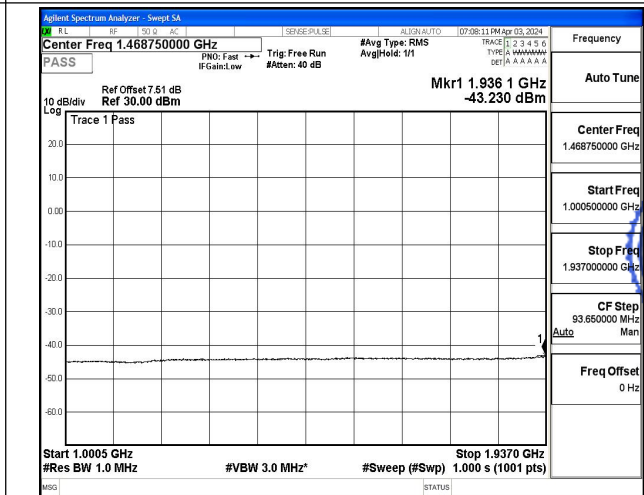 Agilent Spectrum Analyzer - Swept SA
RL RF 50 Ω AC SENSE:PULSE ALIGN AUTO 07:08:11 PM Apr 03, 2024
Center Freq 1.468750000 GHz
PNO: Fast
IFGain:Low
Trig: Free Run
#Atten: 40 dB
#Avg Type: RMS
Avg|Hold: 1/1
TRACE 1 2 3 4 5 6
TYPE A WWWWW
DET A A A A A A
PASS
Frequency
Auto Tune
Mkr1 1.936 1 GHz
-43.230 dBm
Ref Offset 7.51 dB
Ref 30.00 dBm
10 dB/div
Log
Trace 1 Pass
20.0
10.0
0.00
-10.0
-20.0
-30.0
-40.0
-50.0
-60.0
1
Center Freq
1.468750000 GHz
Start Freq
1.000500000 GHz
Stop Freq
1.937000000 GHz
CF Step
93.650000 MHz
Auto Man
Freq Offset
0 Hz
Start 1.0005 GHz Stop 1.9370 GHz
#Res BW 1.0 MHz #VBW 3.0 MHz* #Sweep (#Swp) 1.000 s (1001 pts)
MSG STATUS